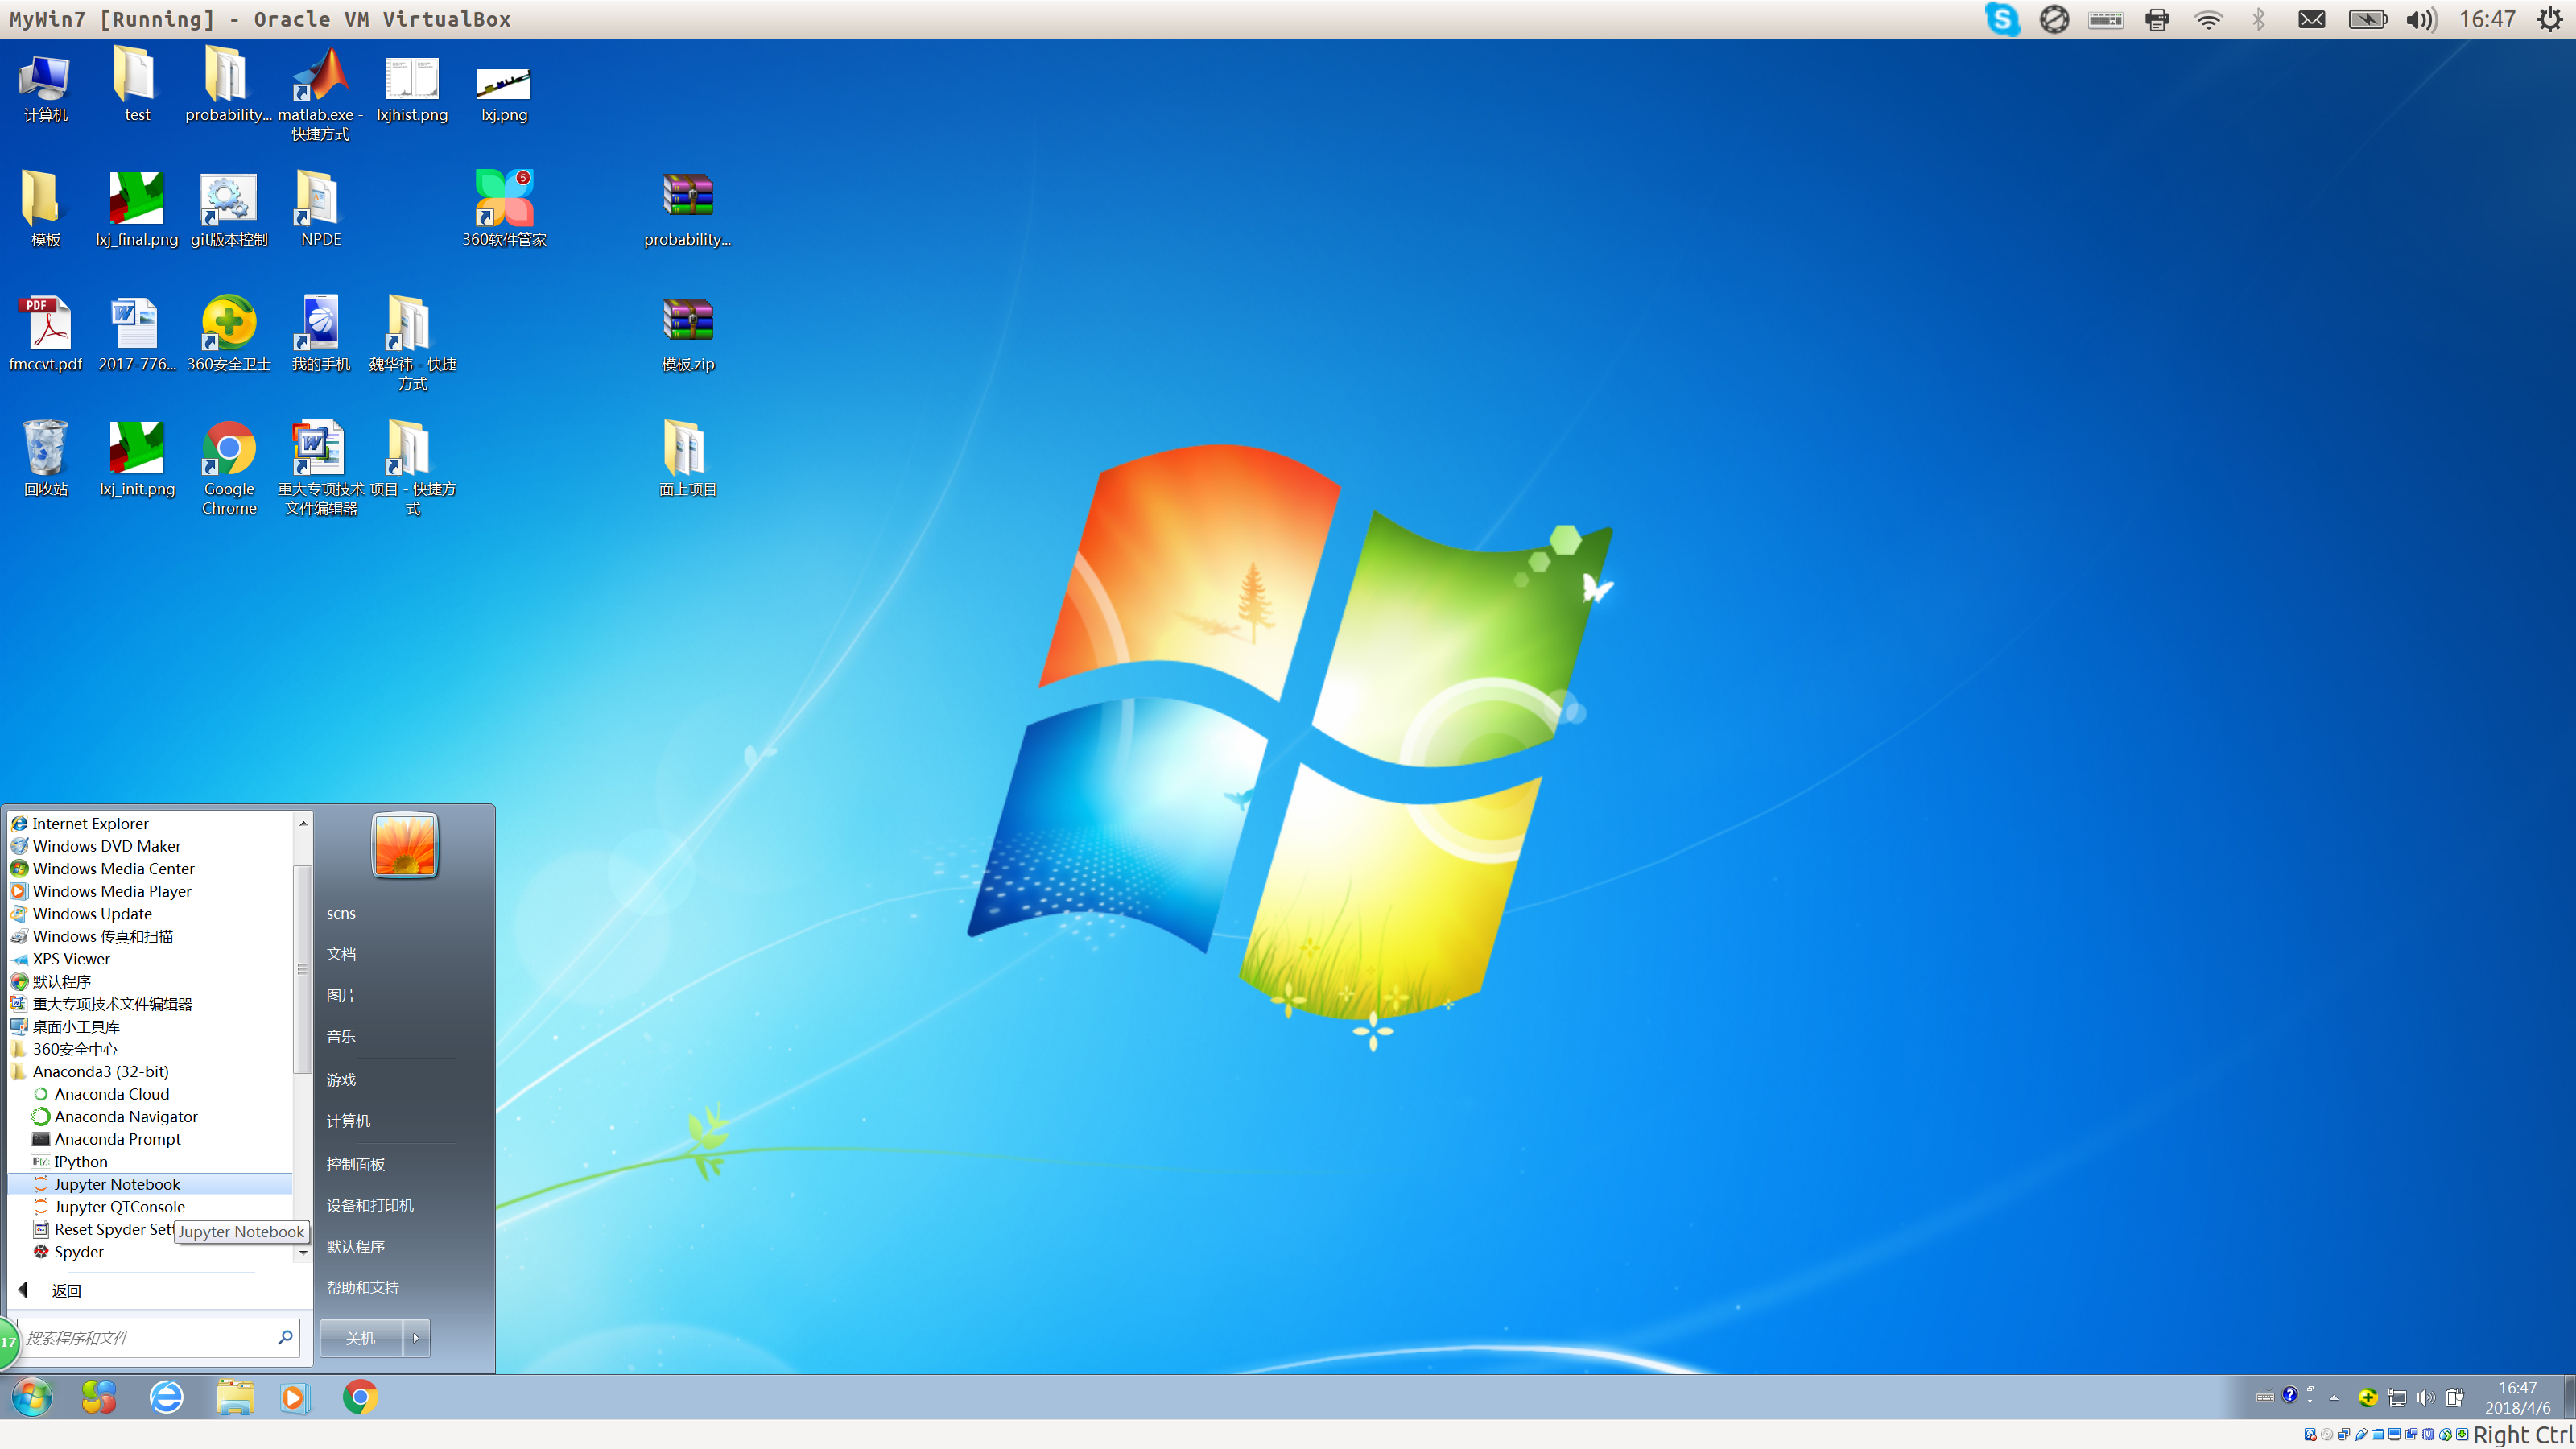 MyWin7 [Running] - Oracle VM VirtualBox
16:47
计算机
test
probability...
matlab.exe -
快捷方式
lxjhist.png
lxj.png
模板
lxj_final.png
git版本控制
NPDE
5
360软件管家
probability...
PDF
fmccvt.pdf
2017-776...
360安全卫士
我的手机
魏华祎 - 快捷
方式
模板.zip
回收站
lxj_init.png
Google
Chrome
重大专项技术
文件编辑器
项目 - 快捷方
式
面上项目
Internet Explorer
Windows DVD Maker
Windows Media Center
Windows Media Player
Windows Update
Windows 传真和扫描
XPS Viewer
默认程序
重大专项技术文件编辑器
桌面小工具库
360安全中心
Anaconda3 (32-bit)
Anaconda Cloud
Anaconda Navigator
Anaconda Prompt
IPython
Jupyter Notebook
Jupyter QTConsole
Reset Spyder Sett
Jupyter Notebook
Spyder
返回
17
搜索程序和文件
scns
文档
图片
音乐
游戏
计算机
控制面板
设备和打印机
默认程序
帮助和支持
关机
16:47
2018/4/6
Right Ctrl